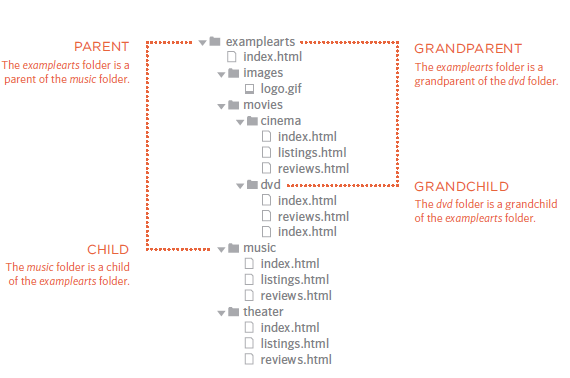 PARENT
The examplearts folder is a
parent of the music folder.
examplearts
index.html
images
logo.gif
movies
cinema
index.html
listings.html
reviews.html
dvd
index.html
reviews.html
index.html
music
index.html
listings.html
reviews.html
theater
index.html
listings.html
reviews.html
GRANDPARENT
The examplearts folder is a
grandparent of the dvd folder.
GRANDCHILD
The dvd folder is a grandchild
of the examplearts folder.
CHILD
The music folder is a child
of the examplearts folder.